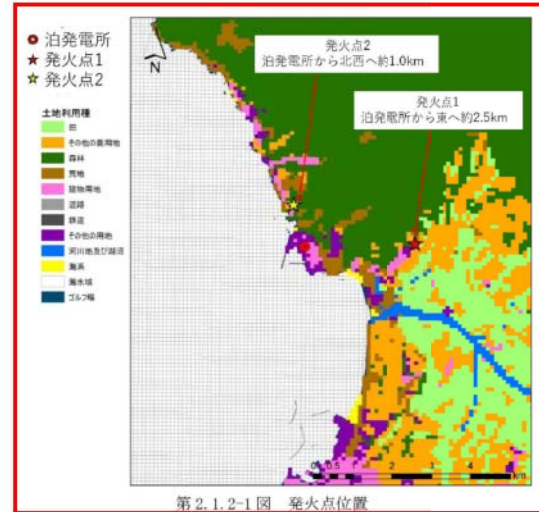 泊発電所
発火点1
発火点2
N
発火点2
泊発電所から北西へ約1.0km
発火点1
泊発電所から東へ約2.5km
土地利用種
田
その他の農用地
森林
荒地
建物用地
道路
鉄道
その他の用地
河川地及び湖沼
海浜
海水域
ゴルフ場
0 0.5 1 2 3 4
km
第2.1.2-1図 発火点位置